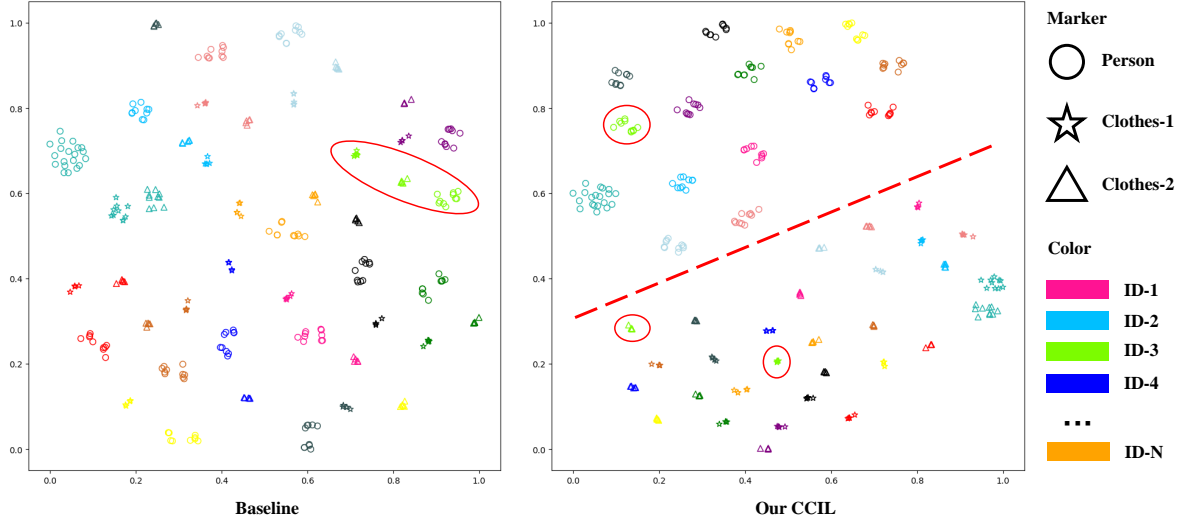 1.0
0.8
0.6
0.4
0.2
0.0
0.0 0.2 0.4 0.6 0.8 1.0
Baseline
1.0
0.8
0.6
0.4
0.2
0.0
0.0 0.2 0.4 0.6 0.8 1.0
Our CCIL
Marker
Person
Clothes-1
Clothes-2
Color
ID-1
ID-2
ID-3
ID-4
...
ID-N